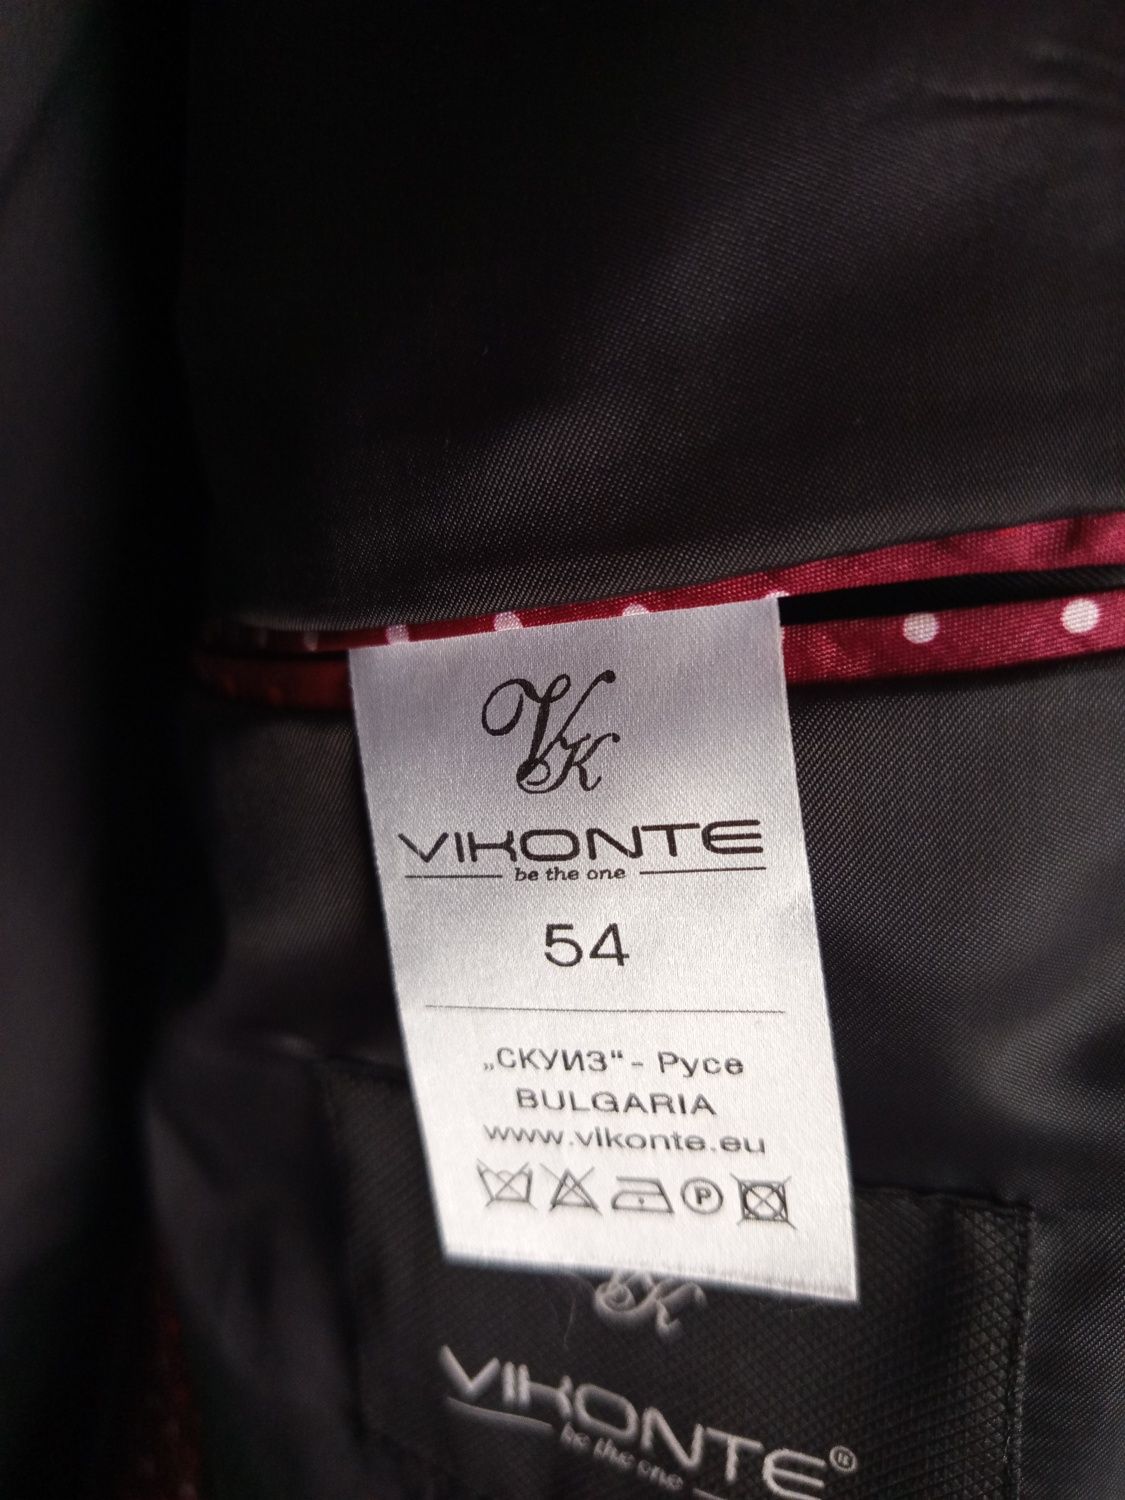 VK
VIKONTE
be the one
54
„СКУИЗ“ - Русе
BULGARIA
www.vikonte.eu
P
VK
VIKONTE®
be the one